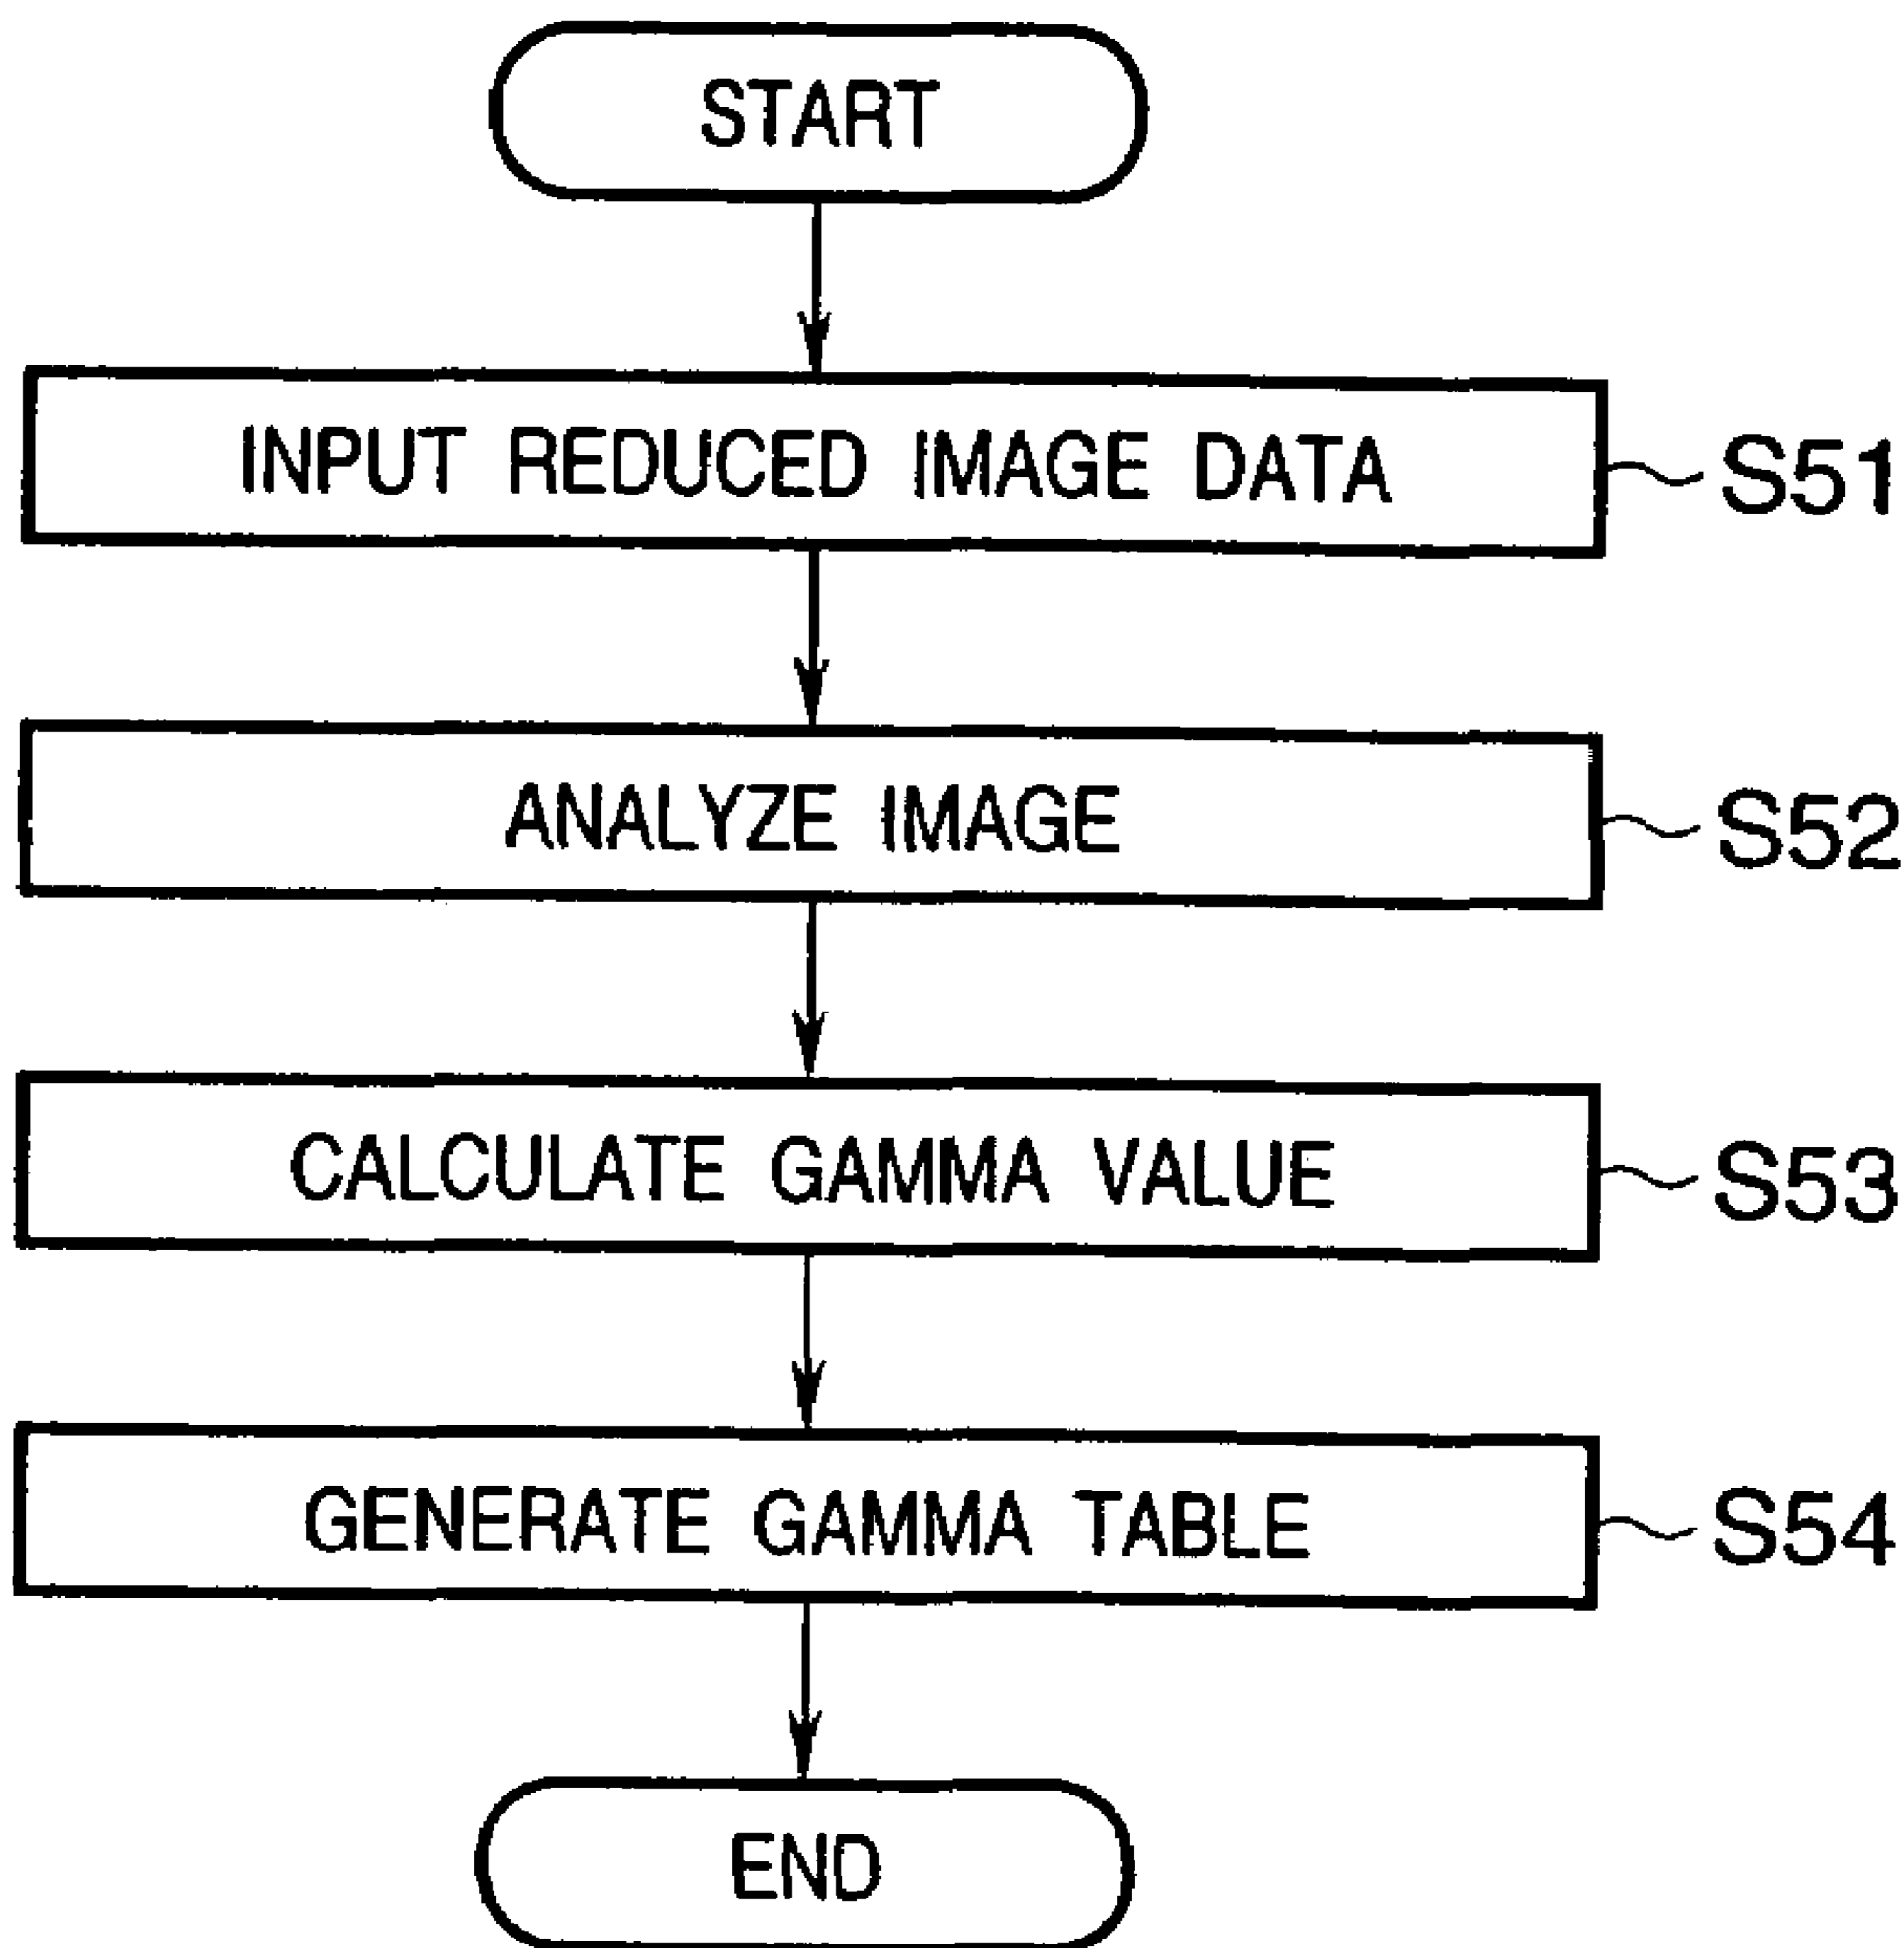 START
INPUT REDUCED IMAGE DATA S51
ANALYZE IMAGE S52
CALCULATE GAMMA VALUE S53
GENERATE GAMMA TABLE S54
END